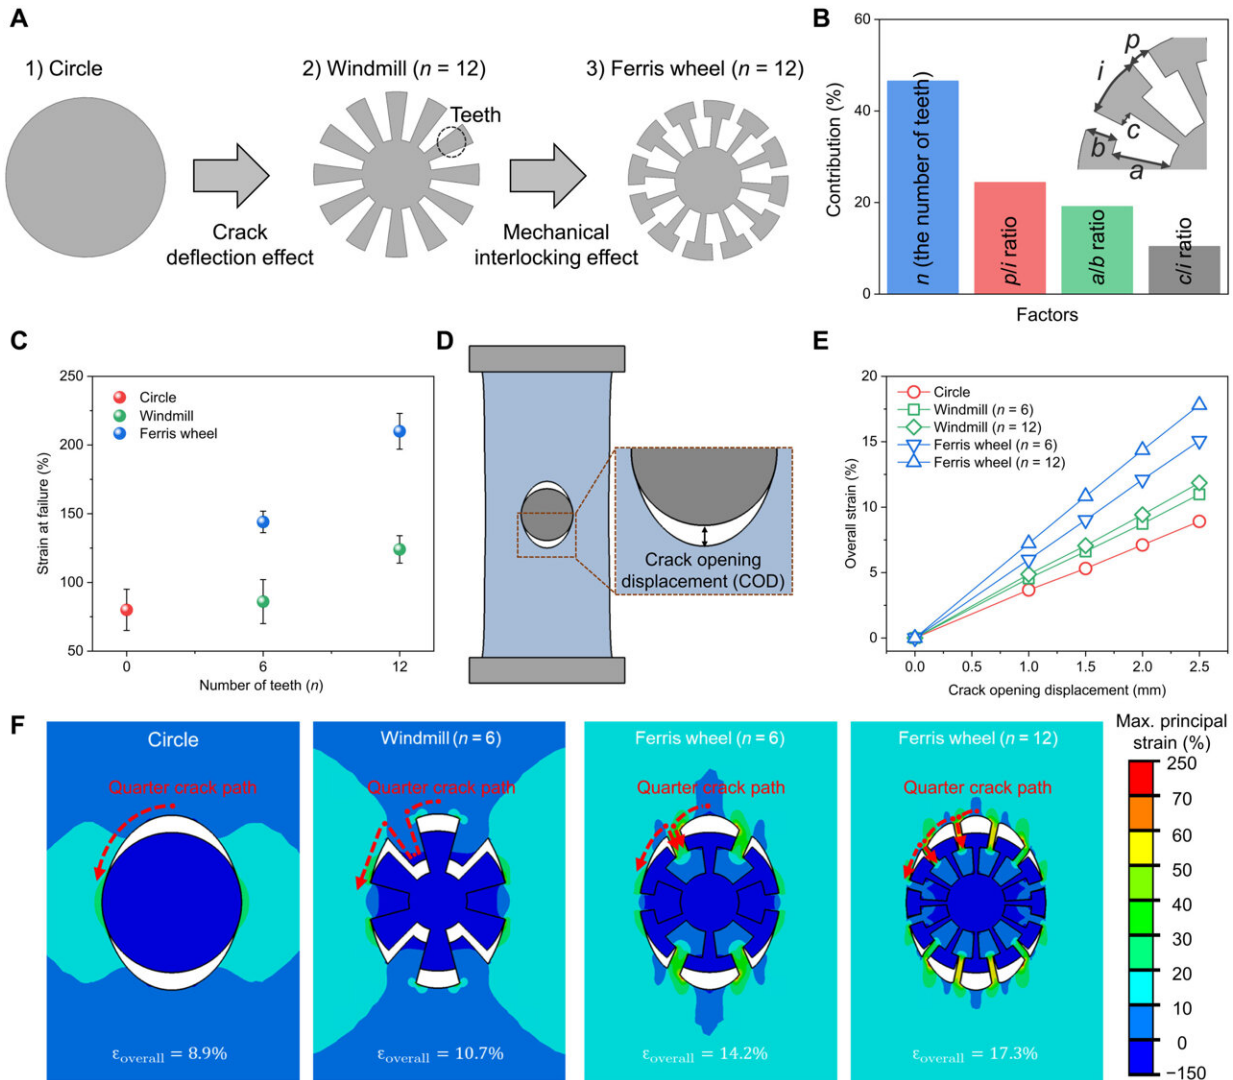 A
1) Circle
2) Windmill (n = 12)
3) Ferris wheel (n = 12)
Teeth
Crack
deflection effect
Mechanical
interlocking effect
B
Contribution (%)
60
40
20
0
n (the number of teeth)
p/i ratio
a/b ratio
c/i ratio
Factors
p
i
c
b
a
C
Strain at failure (%)
250
200
150
100
50
Circle
Windmill
Ferris wheel
0
6
12
Number of teeth (n)
D
Crack opening
displacement (COD)
E
Overall strain (%)
20
15
10
5
0
Circle
Windmill (n = 6)
Windmill (n = 12)
Ferris wheel (n = 6)
Ferris wheel (n = 12)
0.0
0.5
1.0
1.5
2.0
2.5
Crack opening displacement (mm)
F
Circle
Quarter crack path
εoverall = 8.9%
Windmill (n = 6)
Quarter crack path
εoverall = 10.7%
Ferris wheel (n = 6)
Quarter crack path
εoverall = 14.2%
Ferris wheel (n = 12)
Quarter crack path
εoverall = 17.3%
Max. principal
strain (%)
250
70
60
50
40
30
20
10
0
−150